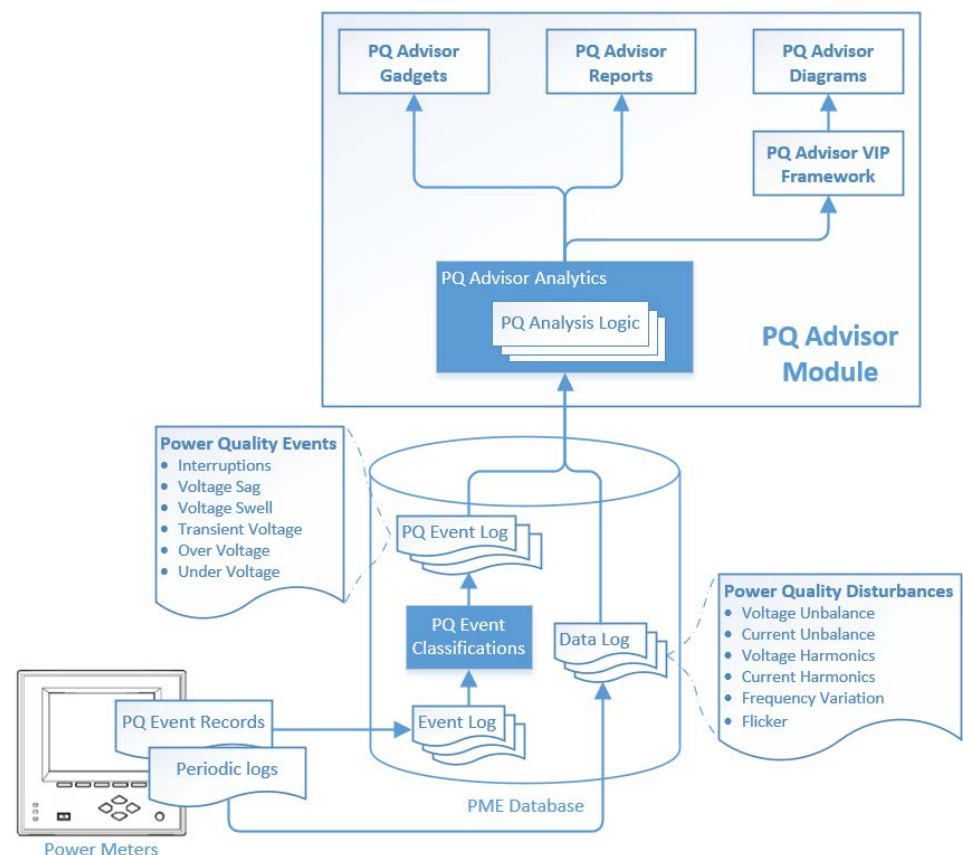 PQ Advisor
Gadgets
PQ Advisor
Reports
PQ Advisor
Diagrams
PQ Advisor VIP
Framework
PQ Advisor Analytics
PQ Analysis Logic
PQ Advisor
Module
Power Quality Events
• Interruptions
• Voltage Sag
• Voltage Swell
• Transient Voltage
• Over Voltage
• Under Voltage
PQ Event Log
PQ Event
Classifications
Data Log
Event Log
Power Quality Disturbances
• Voltage Unbalance
• Current Unbalance
• Voltage Harmonics
• Current Harmonics
• Frequency Variation
• Flicker
PQ Event Records
Periodic logs
PME Database
Power Meters